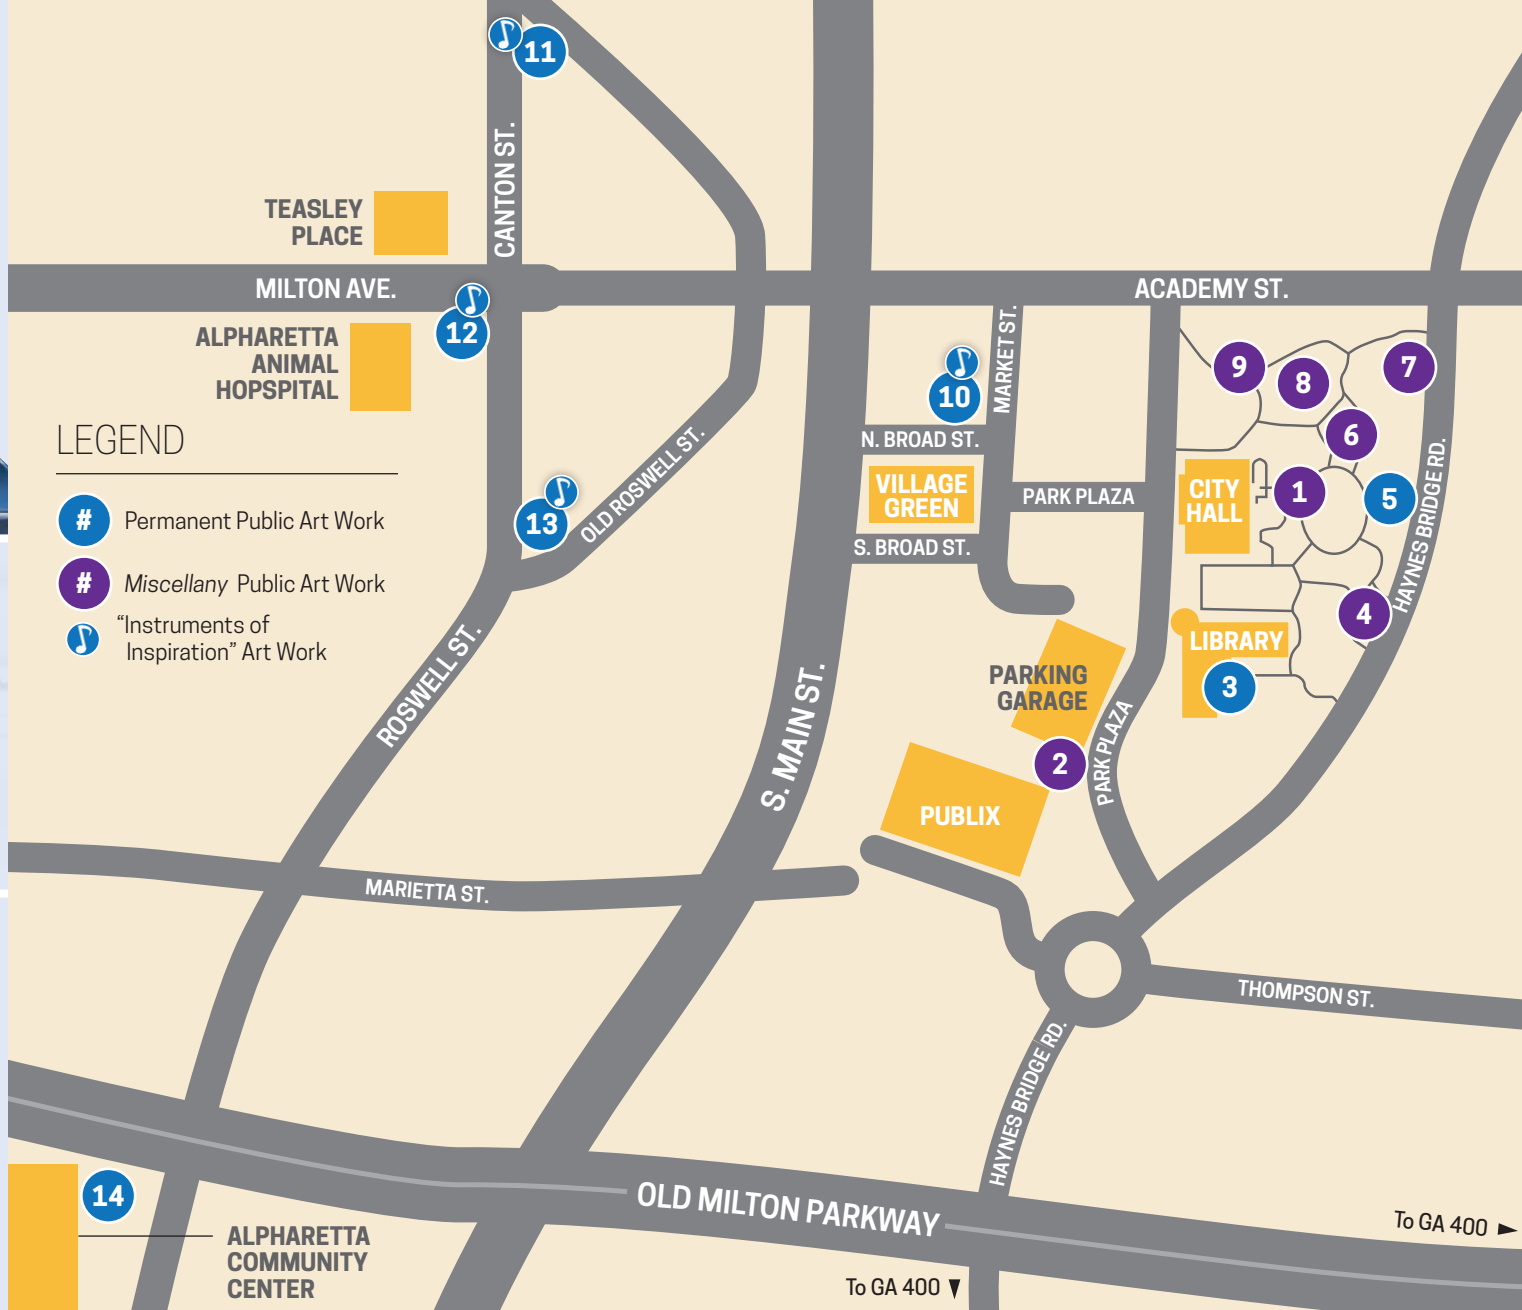 11
CANTON ST.
TEASLEY
PLACE
MILTON AVE.
ACADEMY ST.
12
ALPHARETTA
ANIMAL
HOPSPITAL
MARKET ST.
10
9
8
7
6
N. BROAD ST.
VILLAGE
GREEN
S. BROAD ST.
PARK PLAZA
CITY
HALL
1
5
HAYNES BRIDGE RD.
4
LEGEND
# Permanent Public Art Work
# Miscellany Public Art Work
“Instruments of
Inspiration” Art Work
13
OLD ROSWELL ST.
ROSWELL ST.
S. MAIN ST.
LIBRARY
3
PARKING
GARAGE
PARK PLAZA
2
PUBLIX
MARIETTA ST.
THOMPSON ST.
HAYNES BRIDGE RD.
OLD MILTON PARKWAY
14
ALPHARETTA
COMMUNITY
CENTER
To GA 400
To GA 400